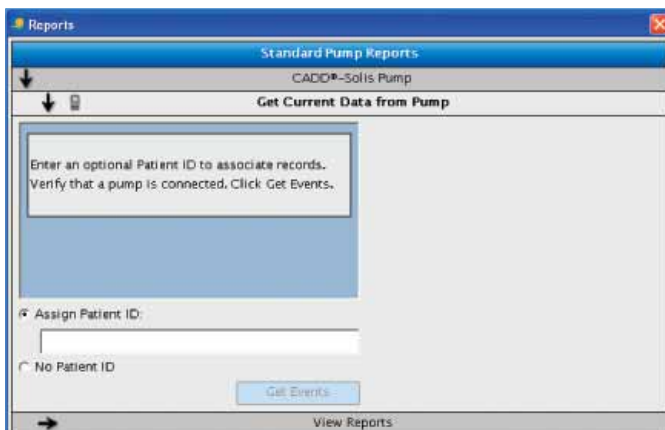 Reports
Standard Pump Reports
CADD®-Solis Pump
Get Current Data from Pump
Enter an optional Patient ID to associate records.
Verify that a pump is connected. Click Get Events.
Assign Patient ID:
No Patient ID
Get Events
View Reports